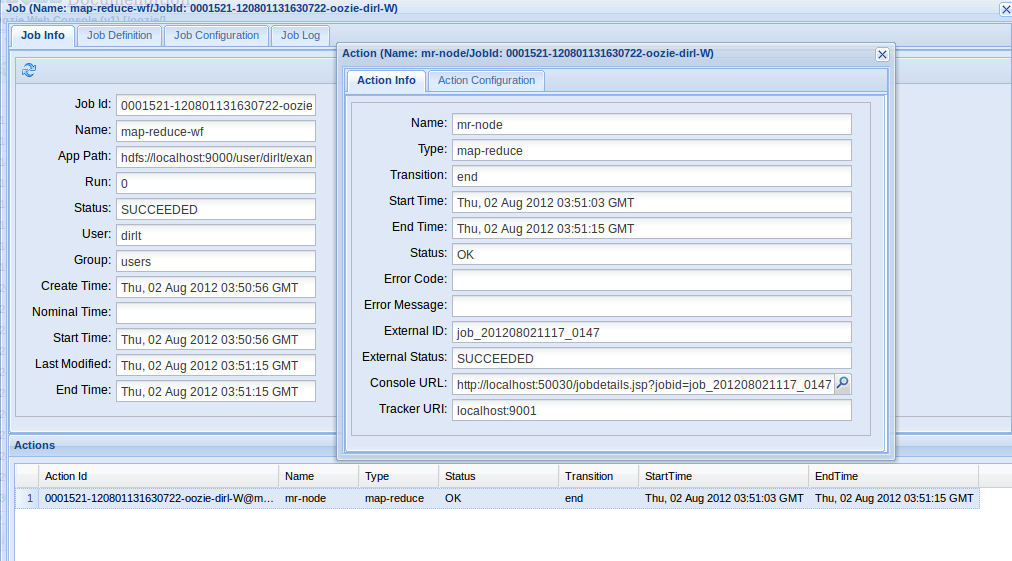 Job (Name: map-reduce-wf/JobId: 0001521-120801131630722-oozie-dirl-W)
Job Info Job Definition Job Configuration Job Log
Job Id: 0001521-120801131630722-oozie
Name: map-reduce-wf
App Path: hdfs://localhost:9000/user/dirlt/exam
Run: 0
Status: SUCCEEDED
User: dirlt
Group: users
Create Time: Thu, 02 Aug 2012 03:50:56 GMT
Nominal Time:
Start Time: Thu, 02 Aug 2012 03:50:56 GMT
Last Modified: Thu, 02 Aug 2012 03:51:15 GMT
End Time: Thu, 02 Aug 2012 03:51:15 GMT
Action (Name: mr-node/JobId: 0001521-120801131630722-oozie-dirl-W)
Action Info Action Configuration
Name: mr-node
Type: map-reduce
Transition: end
Start Time: Thu, 02 Aug 2012 03:51:03 GMT
End Time: Thu, 02 Aug 2012 03:51:15 GMT
Status: OK
Error Code:
Error Message:
External ID: job_201208021117_0147
External Status: SUCCEEDED
Console URL: http://localhost:50030/jobdetails.jsp?jobid=job_201208021117_0147
Tracker URI: localhost:9001
Actions
Action Id Name Type Status Transition StartTime EndTime
1 0001521-120801131630722-oozie-dirl-W@m... mr-node map-reduce OK end Thu, 02 Aug 2012 03:51:03 GMT Thu, 02 Aug 2012 03:51:15 GMT